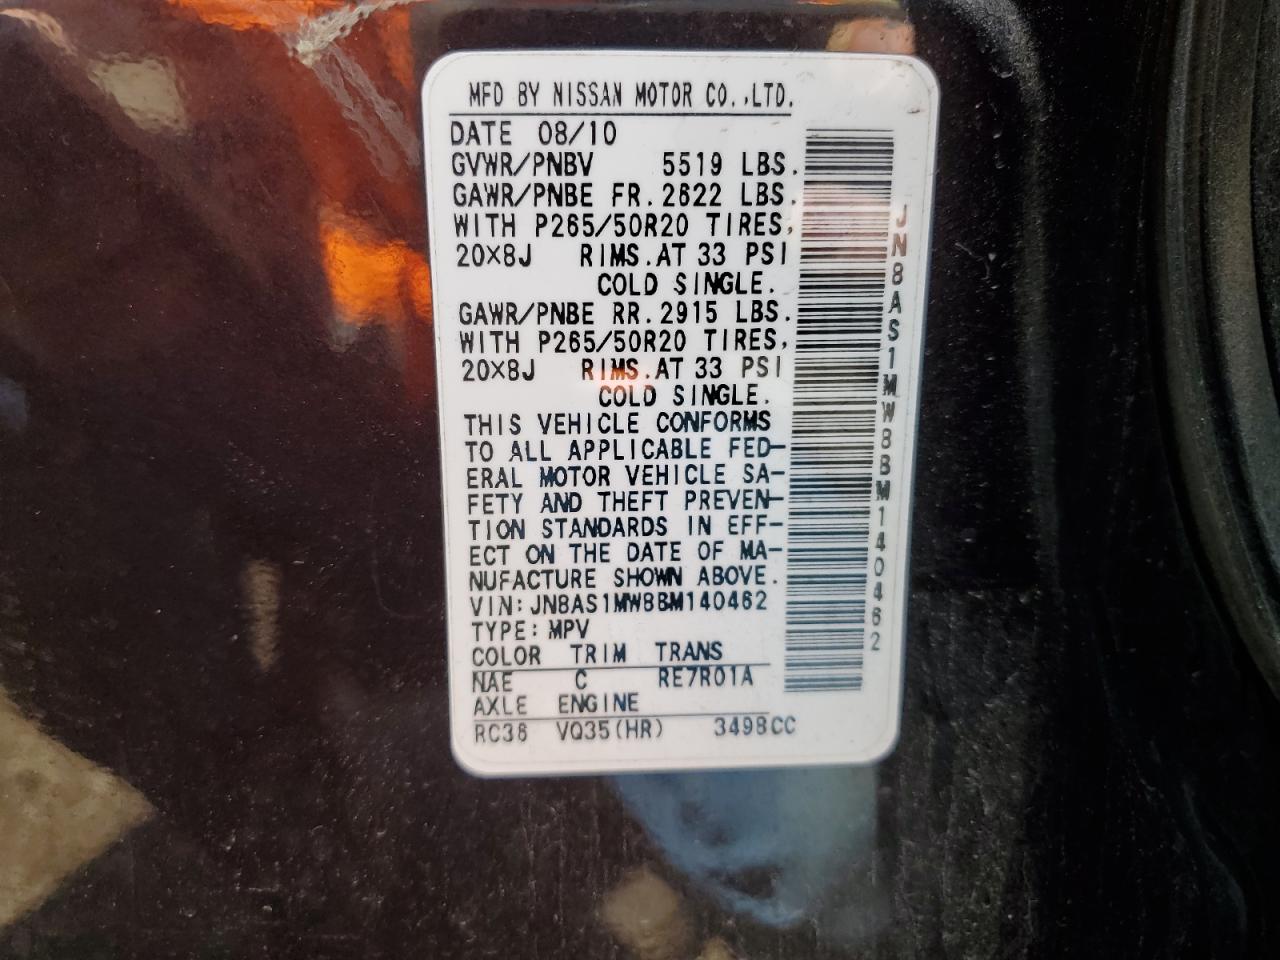 MFD BY NISSAN MOTOR CO.,LTD.
DATE 08/10
GVWR/PNBV 5519 LBS.
GAWR/PNBE FR.2622 LBS.
WITH P265/50R20 TIRES,
20×8J RIMS.AT 33 PSI
COLD SINGLE.
GAWR/PNBE RR.2915 LBS.
WITH P265/50R20 TIRES,
20×8J RIMS.AT 33 PSI
COLD SINGLE.
THIS VEHICLE CONFORMS
TO ALL APPLICABLE FED-
ERAL MOTOR VEHICLE SA-
FETY AND THEFT PREVEN-
TION STANDARDS IN EFF-
ECT ON THE DATE OF MA-
NUFACTURE SHOWN ABOVE.
VIN:JN8AS1MW8BM140462
TYPE:MPV
COLOR TRIM TRANS
NAE C RE7R01A
AXLE ENGINE
RC38 VQ35(HR) 3498CC
JN8AS1MW8BM140462